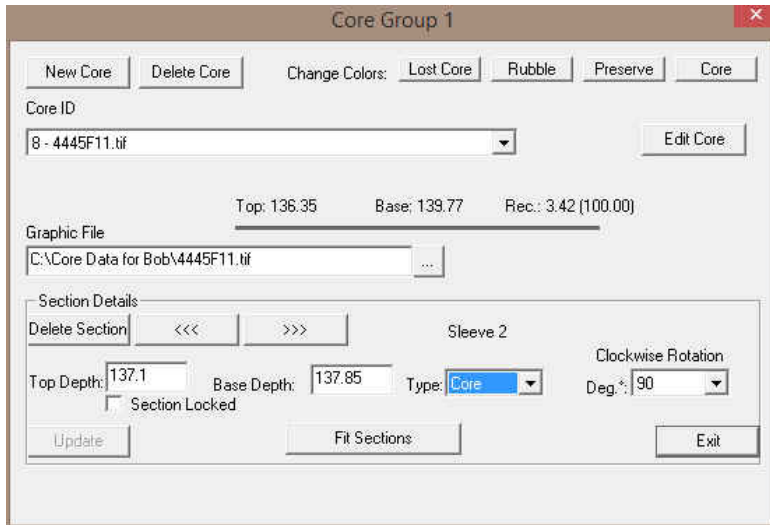 Core Group 1
New Core Delete Core Change Colors: Lost Core Rubble Preserve Core
Core ID
8 - 4445F11.tif Edit Core
Top: 136.35 Base: 139.77 Rec.: 3.42 (100.00)
Graphic File
C:\Core Data for Bob\4445F11.tif ...
Section Details
Delete Section <<< >>> Sleeve 2
Clockwise Rotation
Top Depth: 137.1 Base Depth: 137.85 Type: Core Deg.*: 90
Section Locked
Update Fit Sections Exit